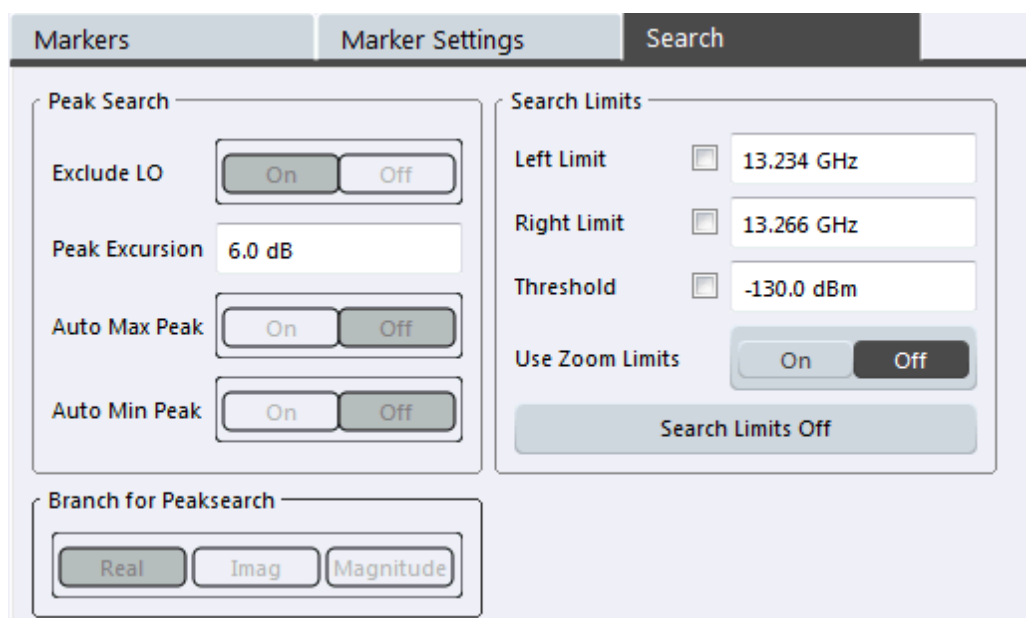 Markers
Marker Settings
Search
Peak Search
Exclude LO
On
Off
Peak Excursion
6.0 dB
Auto Max Peak
On
Off
Auto Min Peak
On
Off
Search Limits
Left Limit
13.234 GHz
Right Limit
13.266 GHz
Threshold
-130.0 dBm
Use Zoom Limits
On
Off
Search Limits Off
Branch for Peaksearch
Real
Imag
Magnitude